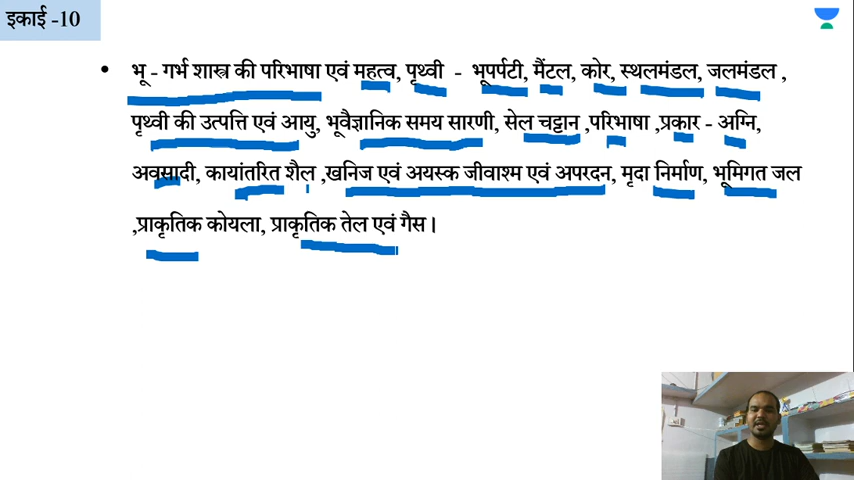 इकाई -10
• भू - गर्भ शास्त्र की परिभाषा एवं महत्व, पृथ्वी - भूपर्पटी, मैंटल, कोर, स्थलमंडल, जलमंडल ,
पृथ्वी की उत्पत्ति एवं आयु, भूवैज्ञानिक समय सारणी, सेल चट्टान ,परिभाषा ,प्रकार - अग्नि,
अवसादी, कायांतरित शैल ,खनिज एवं अयस्क जीवाश्म एवं अपरदन, मृदा निर्माण, भूमिगत जल
,प्राकृतिक कोयला, प्राकृतिक तेल एवं गैस।